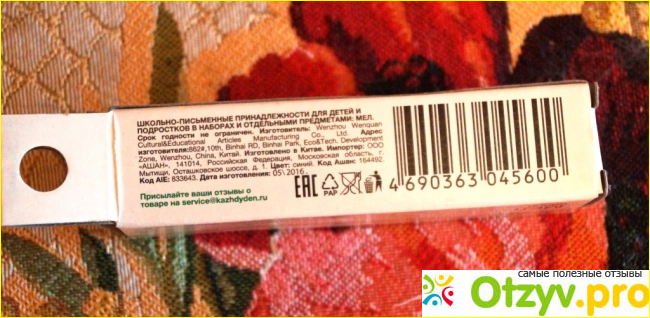 ШКОЛЬНО-ПИСЬМЕННЫЕ ПРИНАДЛЕЖНОСТИ ДЛЯ ДЕТЕЙ И
ПОДРОСТКОВ В НАБОРАХ И ОТДЕЛЬНЫМИ ПРЕДМЕТАМИ: МЕЛ.
Срок годности не ограничен. Изготовитель: Wenzhou Wenquan
Cultural&Educational Articles Manufacturing Co., Ltd. Адрес
изготовителя:862#,10th, Binhai RD, Binhai Park, Eco&Tech. Development
Zone, Wenzhou, China, Китай. Изготовлено в Китае. Импортер: ООО
«АШАН», 141014, Российская Федерация, Московская область, г.
Мытищи, Осташковское шоссе, д. 1. Цвет: синий. Код Ашан: 164492.
Код AIE: 833643. Дата изготовления: 05\ 2016
Присылайте ваши отзывы о
товаре на service@kazhdyden.ru
EAC
PAP
4 690363 045600
самые полезные отзывы
Otzyv.pro